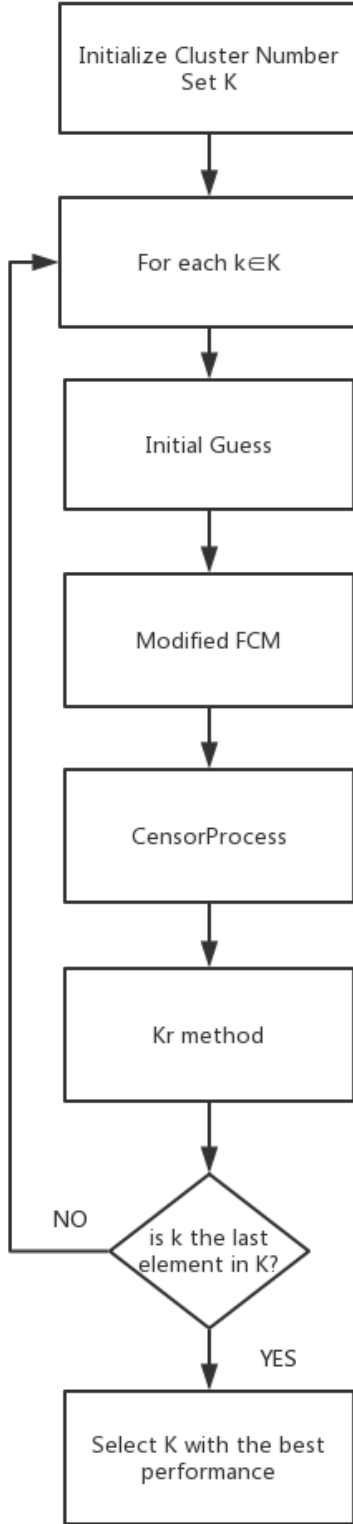 Initialize Cluster Number
Set K
For each k∈K
Initial Guess
Modified FCM
CensorProcess
Kr method
is k the last
element in K?
NO
YES
Select K with the best
performance